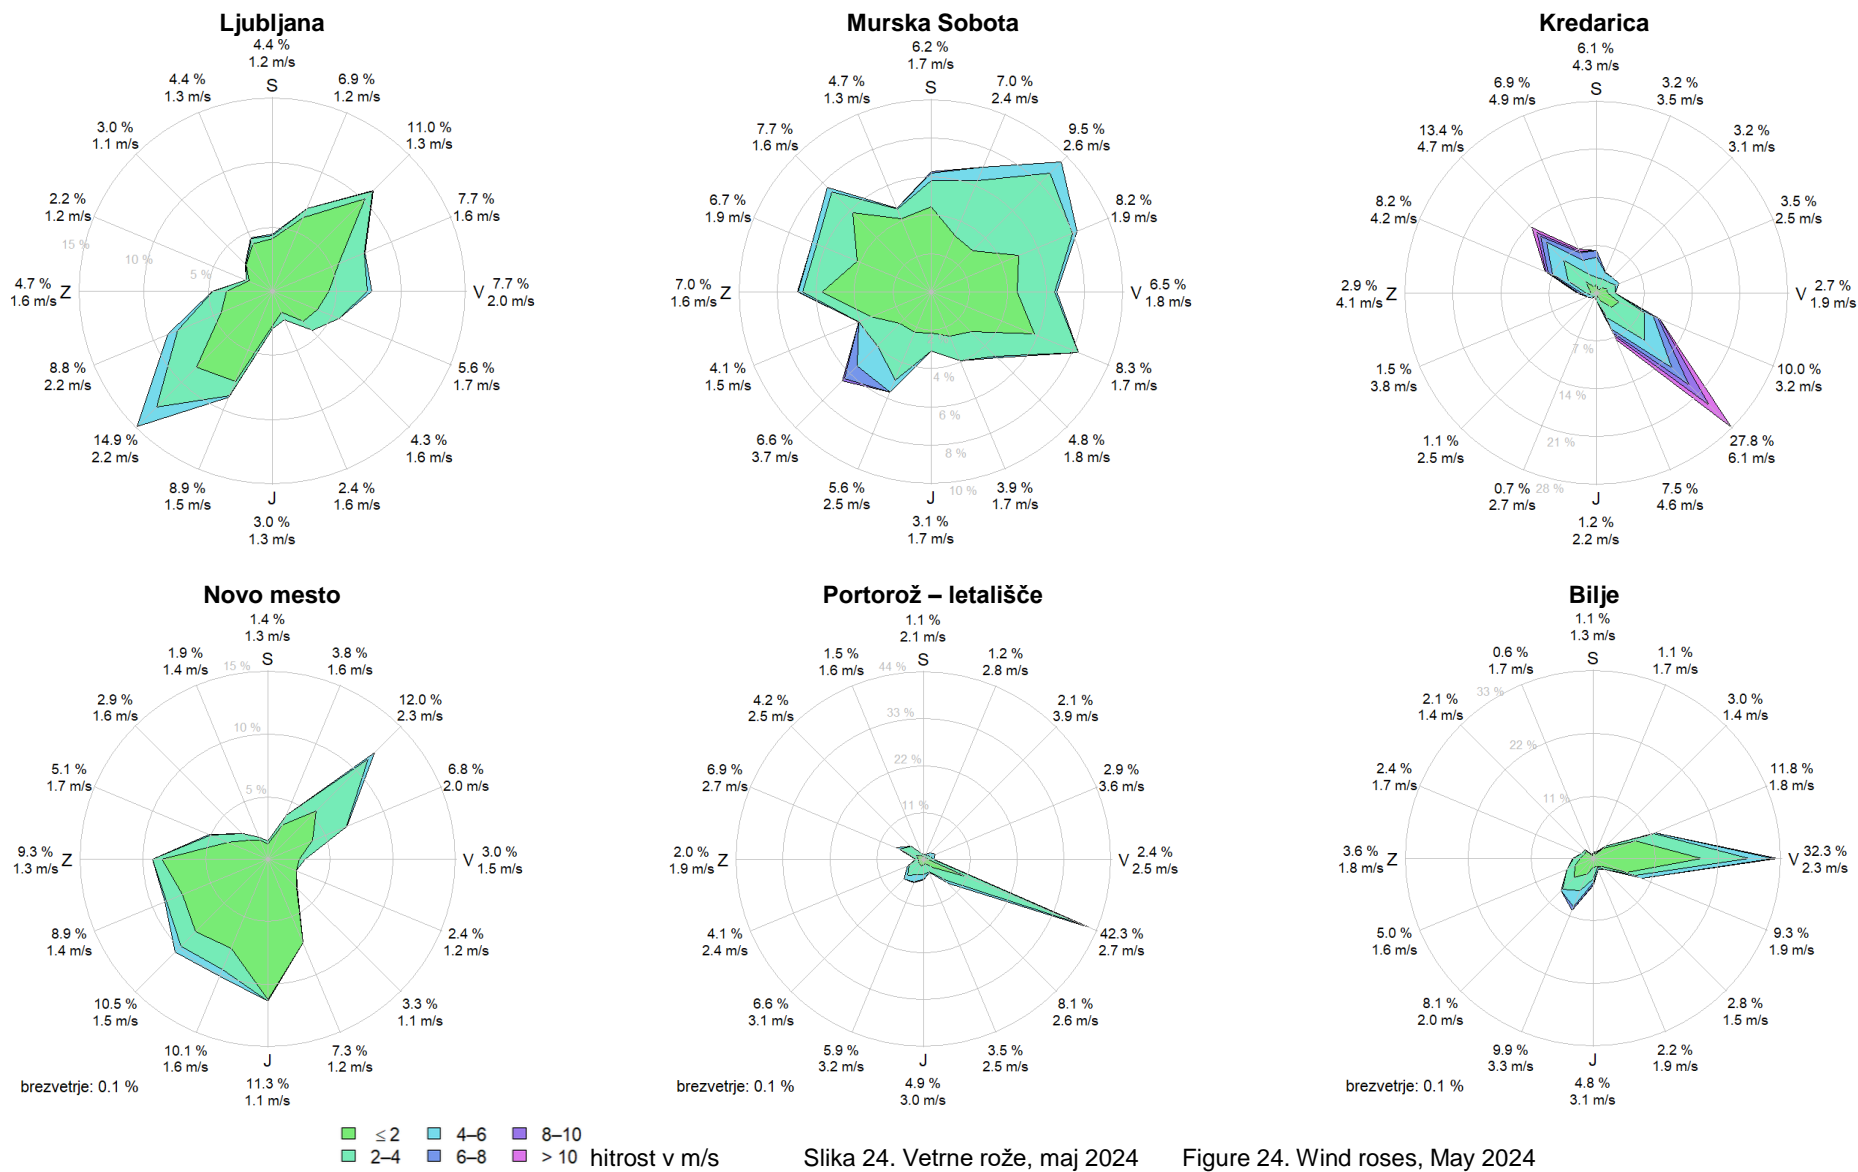 Ljubljana
4.4 %
1.2 m/s
4.4 %
1.3 m/s
6.9 %
1.2 m/s
S
3.0 %
1.1 m/s
11.0 %
1.3 m/s
2.2 %
1.2 m/s
7.7 %
1.6 m/s
15 %
10 %
5 %
4.7 %
1.6 m/s
Z
V
7.7 %
2.0 m/s
8.8 %
2.2 m/s
5.6 %
1.7 m/s
14.9 %
2.2 m/s
4.3 %
1.6 m/s
8.9 %
1.5 m/s
J
2.4 %
1.6 m/s
3.0 %
1.3 m/s
Murska Sobota
6.2 %
1.7 m/s
4.7 %
1.3 m/s
7.0 %
2.4 m/s
S
7.7 %
1.6 m/s
9.5 %
2.6 m/s
6.7 %
1.9 m/s
8.2 %
1.9 m/s
7.0 %
1.6 m/s
Z
V
6.5 %
1.8 m/s
4.1 %
1.5 m/s
8.3 %
1.7 m/s
4 %
6 %
8 %
10 %
6.6 %
3.7 m/s
4.8 %
1.8 m/s
5.6 %
2.5 m/s
J
3.9 %
1.7 m/s
3.1 %
1.7 m/s
Kredarica
6.1 %
4.3 m/s
6.9 %
4.9 m/s
3.2 %
3.5 m/s
S
13.4 %
4.7 m/s
3.2 %
3.1 m/s
8.2 %
4.2 m/s
3.5 %
2.5 m/s
2.9 %
4.1 m/s
Z
V
2.7 %
1.9 m/s
7 %
14 %
21 %
28 %
1.5 %
3.8 m/s
10.0 %
3.2 m/s
1.1 %
2.5 m/s
27.8 %
6.1 m/s
0.7 %
2.7 m/s
J
7.5 %
4.6 m/s
1.2 %
2.2 m/s
Novo mesto
1.4 %
1.3 m/s
1.9 %
1.4 m/s
3.8 %
1.6 m/s
15 %
S
2.9 %
1.6 m/s
12.0 %
2.3 m/s
10 %
5.1 %
1.7 m/s
6.8 %
2.0 m/s
5 %
9.3 %
1.3 m/s
Z
V
3.0 %
1.5 m/s
8.9 %
1.4 m/s
2.4 %
1.2 m/s
10.5 %
1.5 m/s
3.3 %
1.1 m/s
10.1 %
1.6 m/s
J
7.3 %
1.2 m/s
11.3 %
1.1 m/s
brezvetrje: 0.1 %
Portorož – letališče
1.1 %
2.1 m/s
1.5 %
1.6 m/s
1.2 %
2.8 m/s
44 %
S
4.2 %
2.5 m/s
2.1 %
3.9 m/s
33 %
22 %
6.9 %
2.7 m/s
2.9 %
3.6 m/s
11 %
2.0 %
1.9 m/s
Z
V
2.4 %
2.5 m/s
4.1 %
2.4 m/s
42.3 %
2.7 m/s
6.6 %
3.1 m/s
8.1 %
2.6 m/s
5.9 %
3.2 m/s
J
3.5 %
2.5 m/s
4.9 %
3.0 m/s
brezvetrje: 0.1 %
Bilje
1.1 %
1.3 m/s
0.6 %
1.7 m/s
1.1 %
1.7 m/s
S
33 %
2.1 %
1.4 m/s
3.0 %
1.4 m/s
22 %
2.4 %
1.7 m/s
11.8 %
1.8 m/s
11 %
3.6 %
1.8 m/s
Z
V
32.3 %
2.3 m/s
5.0 %
1.6 m/s
9.3 %
1.9 m/s
8.1 %
2.0 m/s
2.8 %
1.5 m/s
9.9 %
3.3 m/s
J
2.2 %
1.9 m/s
4.8 %
3.1 m/s
brezvetrje: 0.1 %
≤ 2 4–6 8–10
2–4 6–8 > 10 hitrost v m/s
Slika 24. Vetrne rože, maj 2024
Figure 24. Wind roses, May 2024